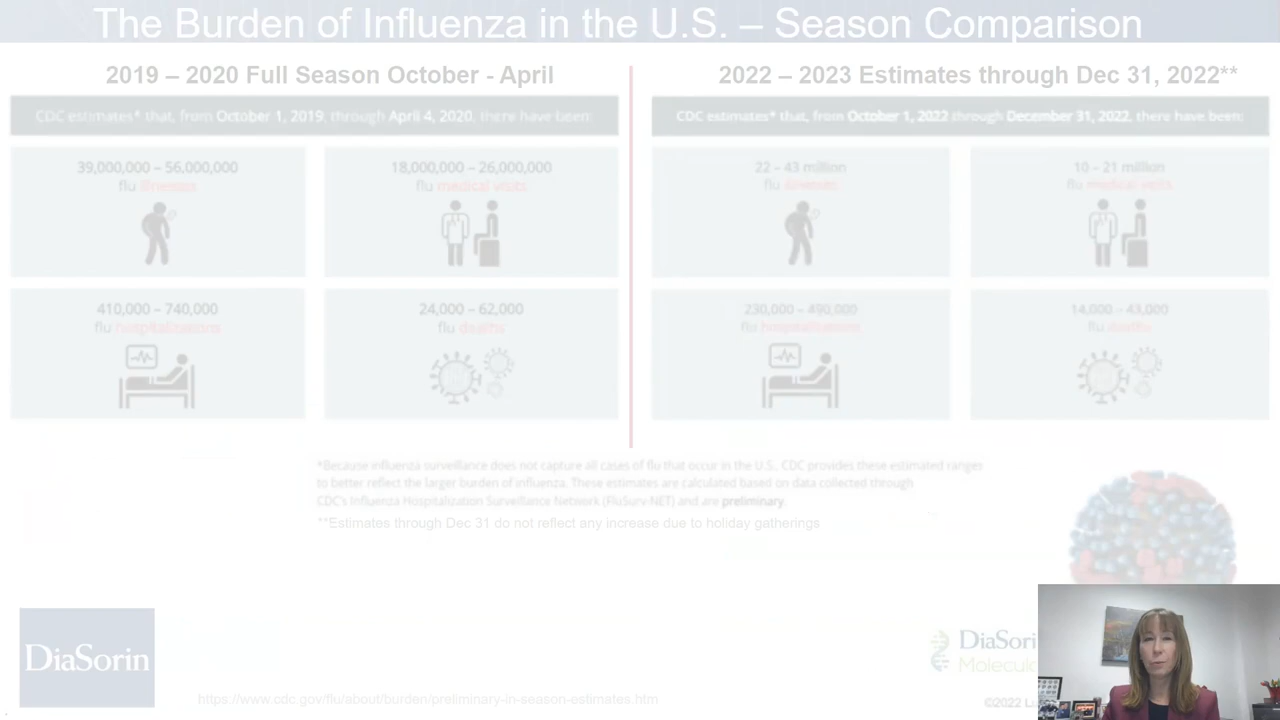 The Burden of Influenza in the U.S. – Season Comparison
2019 – 2020 Full Season October - April
CDC estimates* that, from October 1, 2019, through April 4, 2020, there have been:
39,000,000 – 56,000,000
flu illnesses
18,000,000 – 26,000,000
flu medical visits
410,000 – 740,000
flu hospitalizations
24,000 – 62,000
flu deaths
2022 – 2023 Estimates through Dec 31, 2022**
CDC estimates* that, from October 1, 2022 through December 31, 2022, there have been:
22 – 43 million
flu illnesses
10 – 21 million
flu medical visits
230,000 – 490,000
flu hospitalizations
14,000 – 43,000
flu deaths
*Because influenza surveillance does not capture all cases of flu that occur in the U.S., CDC provides these estimated ranges
to better reflect the larger burden of influenza. These estimates are calculated based on data collected through
CDC's Influenza Hospitalization Surveillance Network (FluSurv-NET) and are preliminary.
**Estimates through Dec 31 do not reflect any increase due to holiday gatherings
DiaSorin
https://www.cdc.gov/flu/about/burden/preliminary-in-season-estimates.htm
DiaSori
Molecula
©2022 L